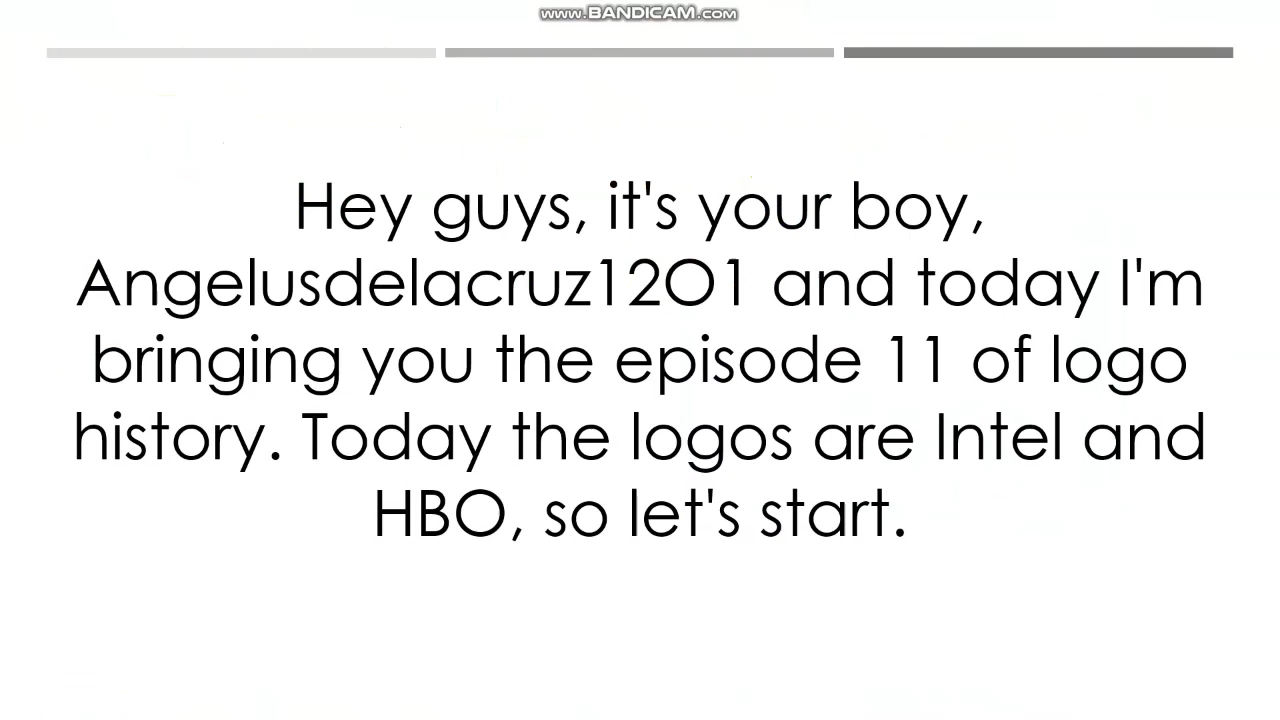 www.BANDICAM.com
Hey guys, it's your boy,
Angelusdelacruz1201 and today I'm
bringing you the episode 11 of logo
history. Today the logos are Intel and
HBO, so let's start.